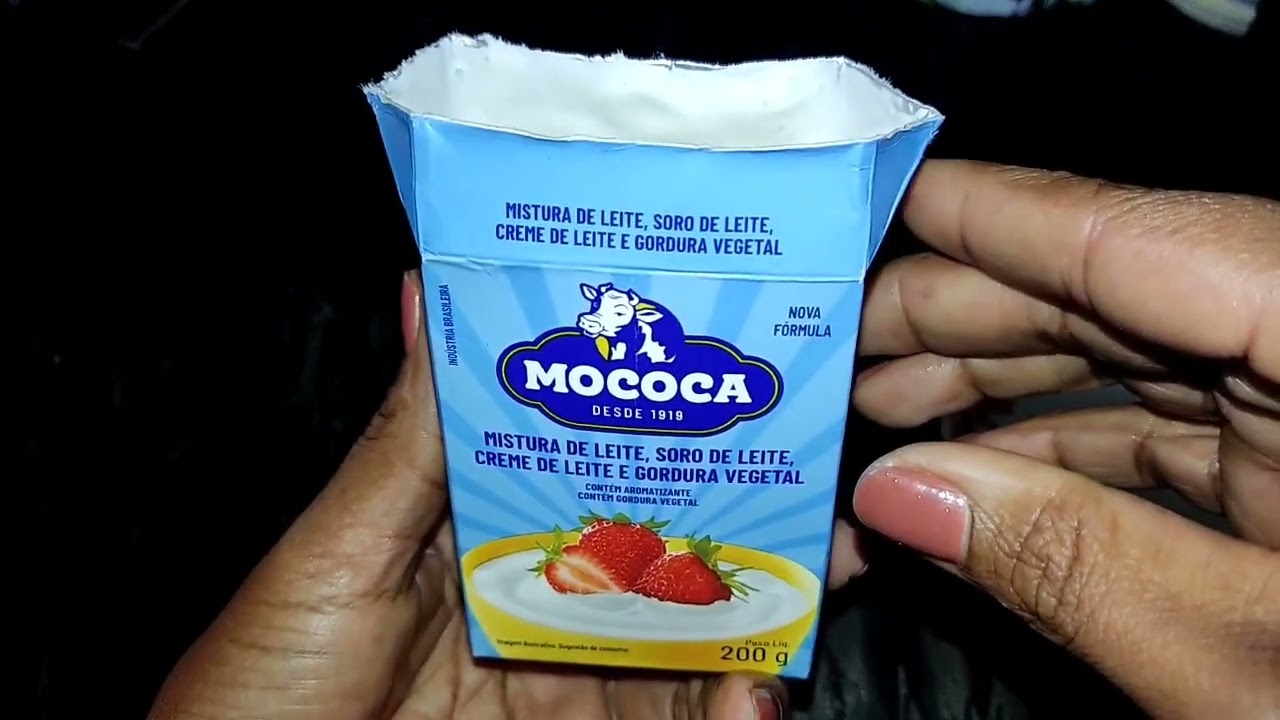 MISTURA DE LEITE, SORO DE LEITE,
CREME DE LEITE E GORDURA VEGETAL
INDÚSTRIA BRASILEIRA
NOVA
FÓRMULA
MOCOCA
DESDE 1919
MISTURA DE LEITE, SORO DE LEITE,
CREME DE LEITE E GORDURA VEGETAL
CONTÉM AROMATIZANTE
CONTÉM GORDURA VEGETAL
Imagem ilustrativa. Sugestão de consumo.
Peso Líq.
200 g